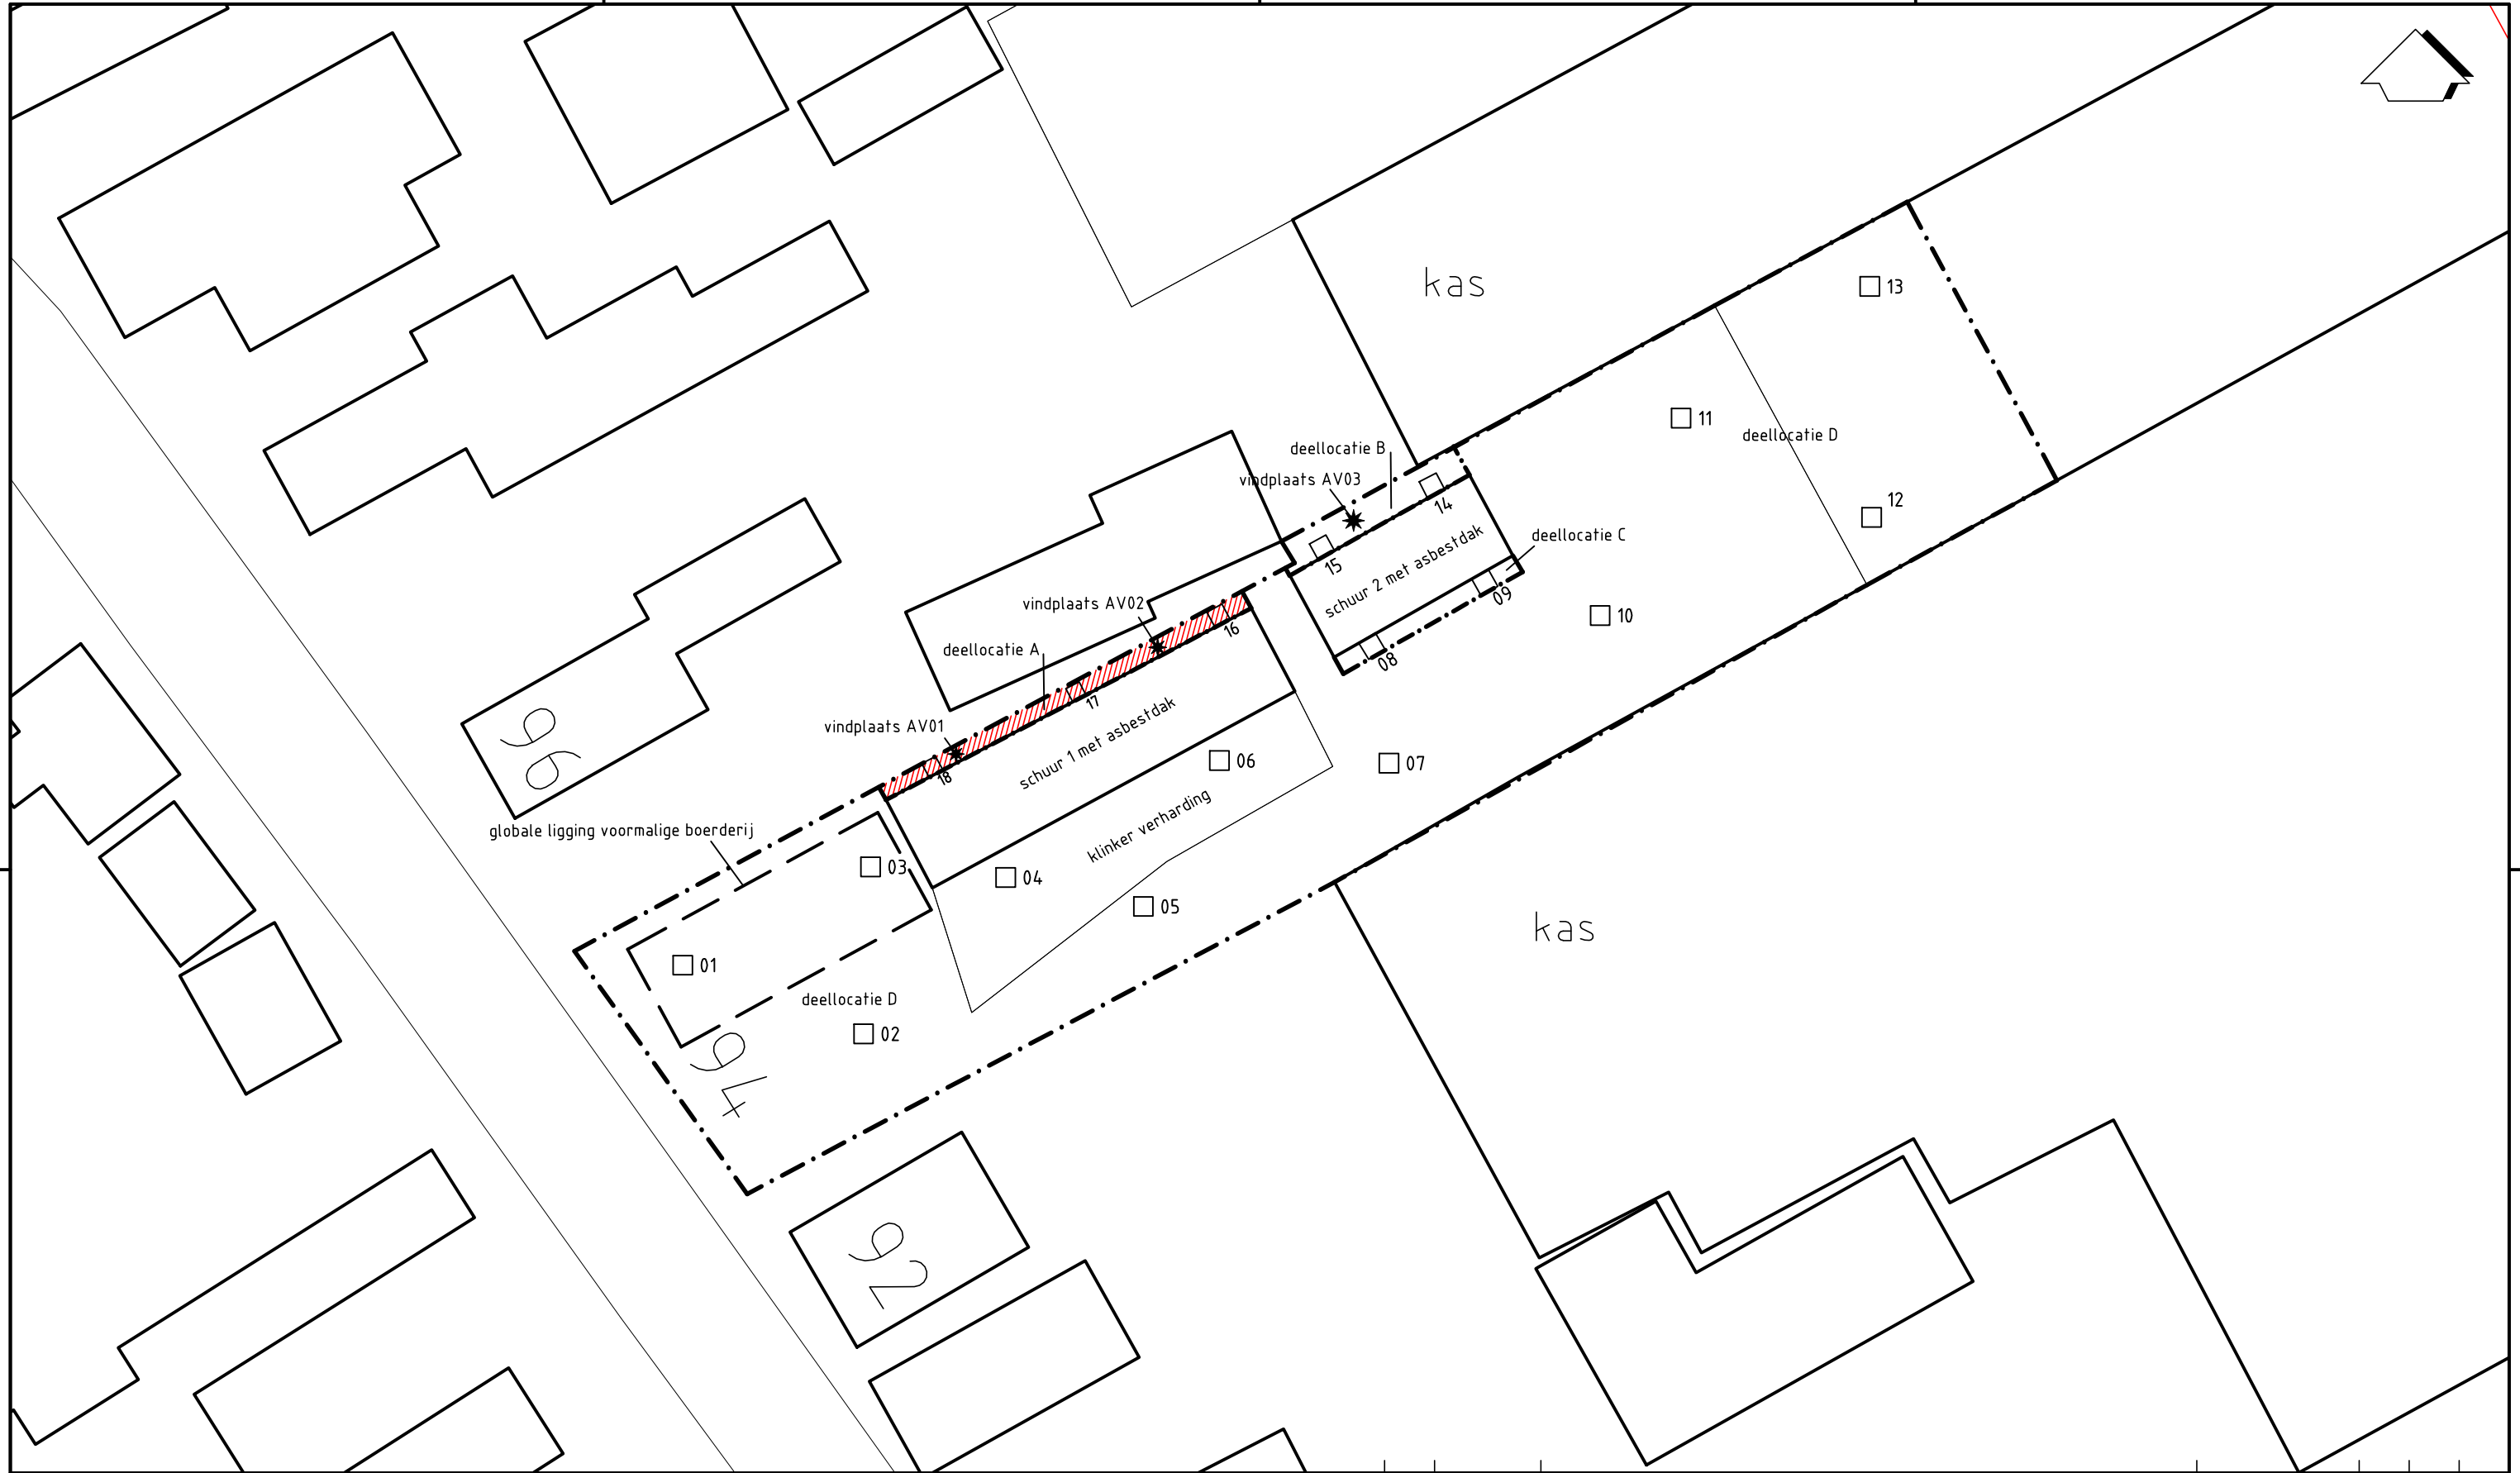 kas
13
11
deellocatie D
deellocatie B
vindplaats AV03
14
12
15
schuur 2 met asbestdak
deellocatie C
09
vindplaats AV02
16
10
08
deellocatie A
17
96
vindplaats AV01
18
schuur 1 met asbestdak
06
07
klinker verharding
globale ligging voormalige boerderij
03
04
05
kas
01
deellocatie D
02
94
92